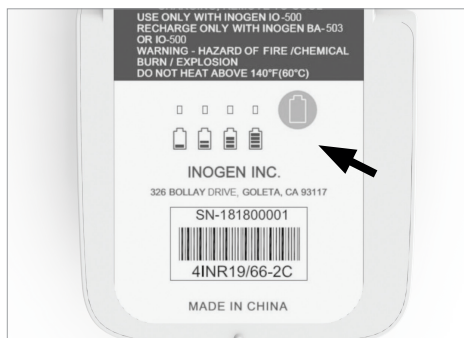 USE ONLY WITH INOGEN IO-500
RECHARGE ONLY WITH INOGEN BA-503
OR IO-500
WARNING - HAZARD OF FIRE /CHEMICAL
BURN / EXPLOSION
DO NOT HEAT ABOVE 140°F(60°C)
INOGEN INC.
326 BOLLAY DRIVE, GOLETA, CA 93117
SN-181800001
4INR19/66-2C
MADE IN CHINA